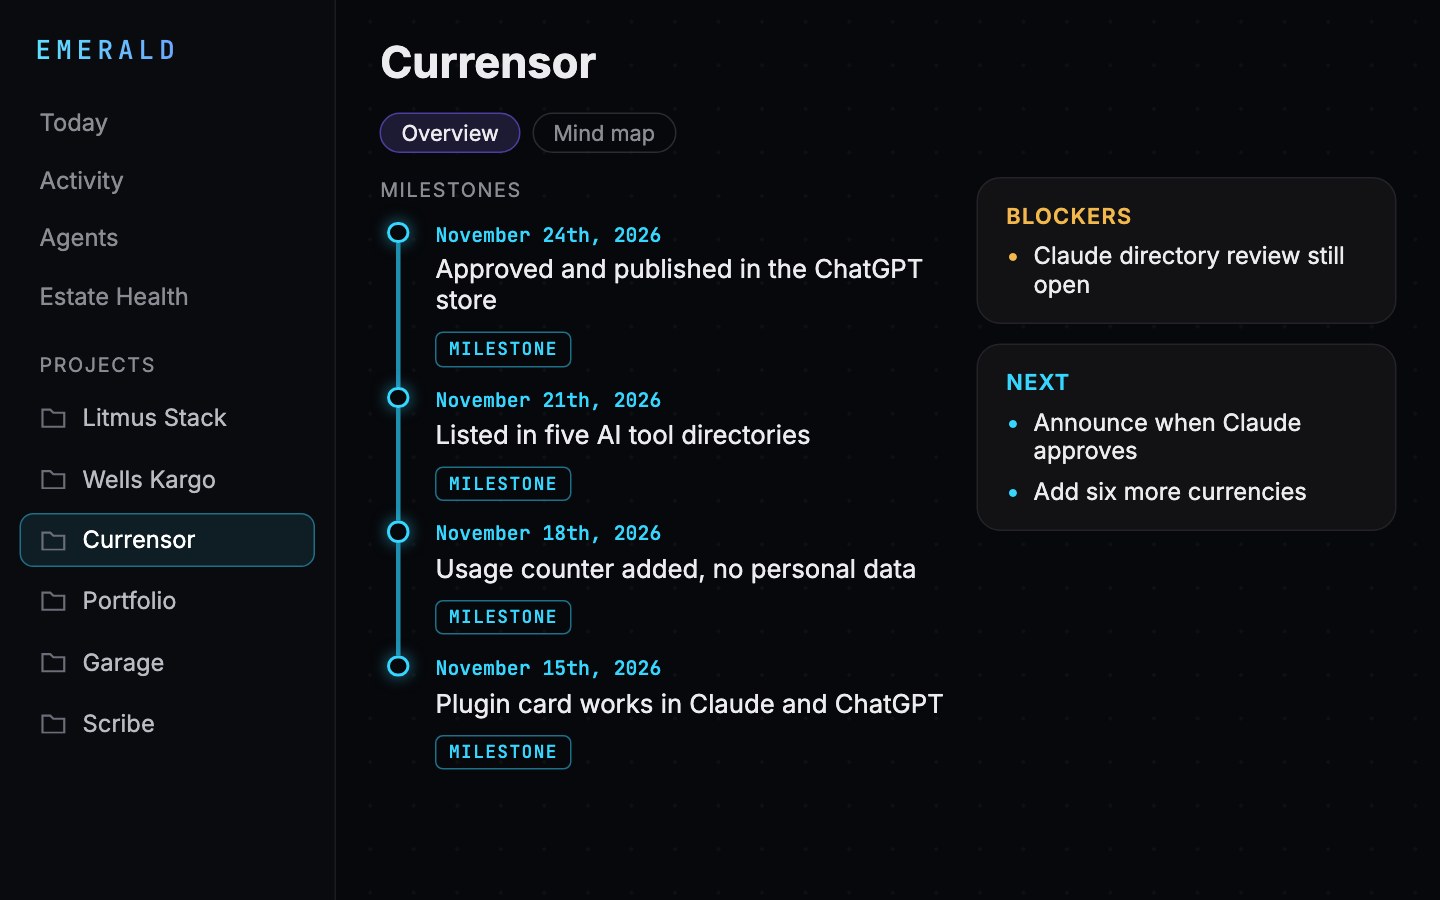 EMERALD
Today
Activity
Agents
Estate Health
PROJECTS
Litmus Stack
Wells Kargo
Currensor
Portfolio
Garage
Scribe
Currensor
Overview
Mind map
MILESTONES
November 24th, 2026
Approved and published in the ChatGPT
store
MILESTONE
November 21th, 2026
Listed in five AI tool directories
MILESTONE
November 18th, 2026
Usage counter added, no personal data
MILESTONE
November 15th, 2026
Plugin card works in Claude and ChatGPT
MILESTONE
BLOCKERS
Claude directory review still
open
NEXT
Announce when Claude
approves
Add six more currencies